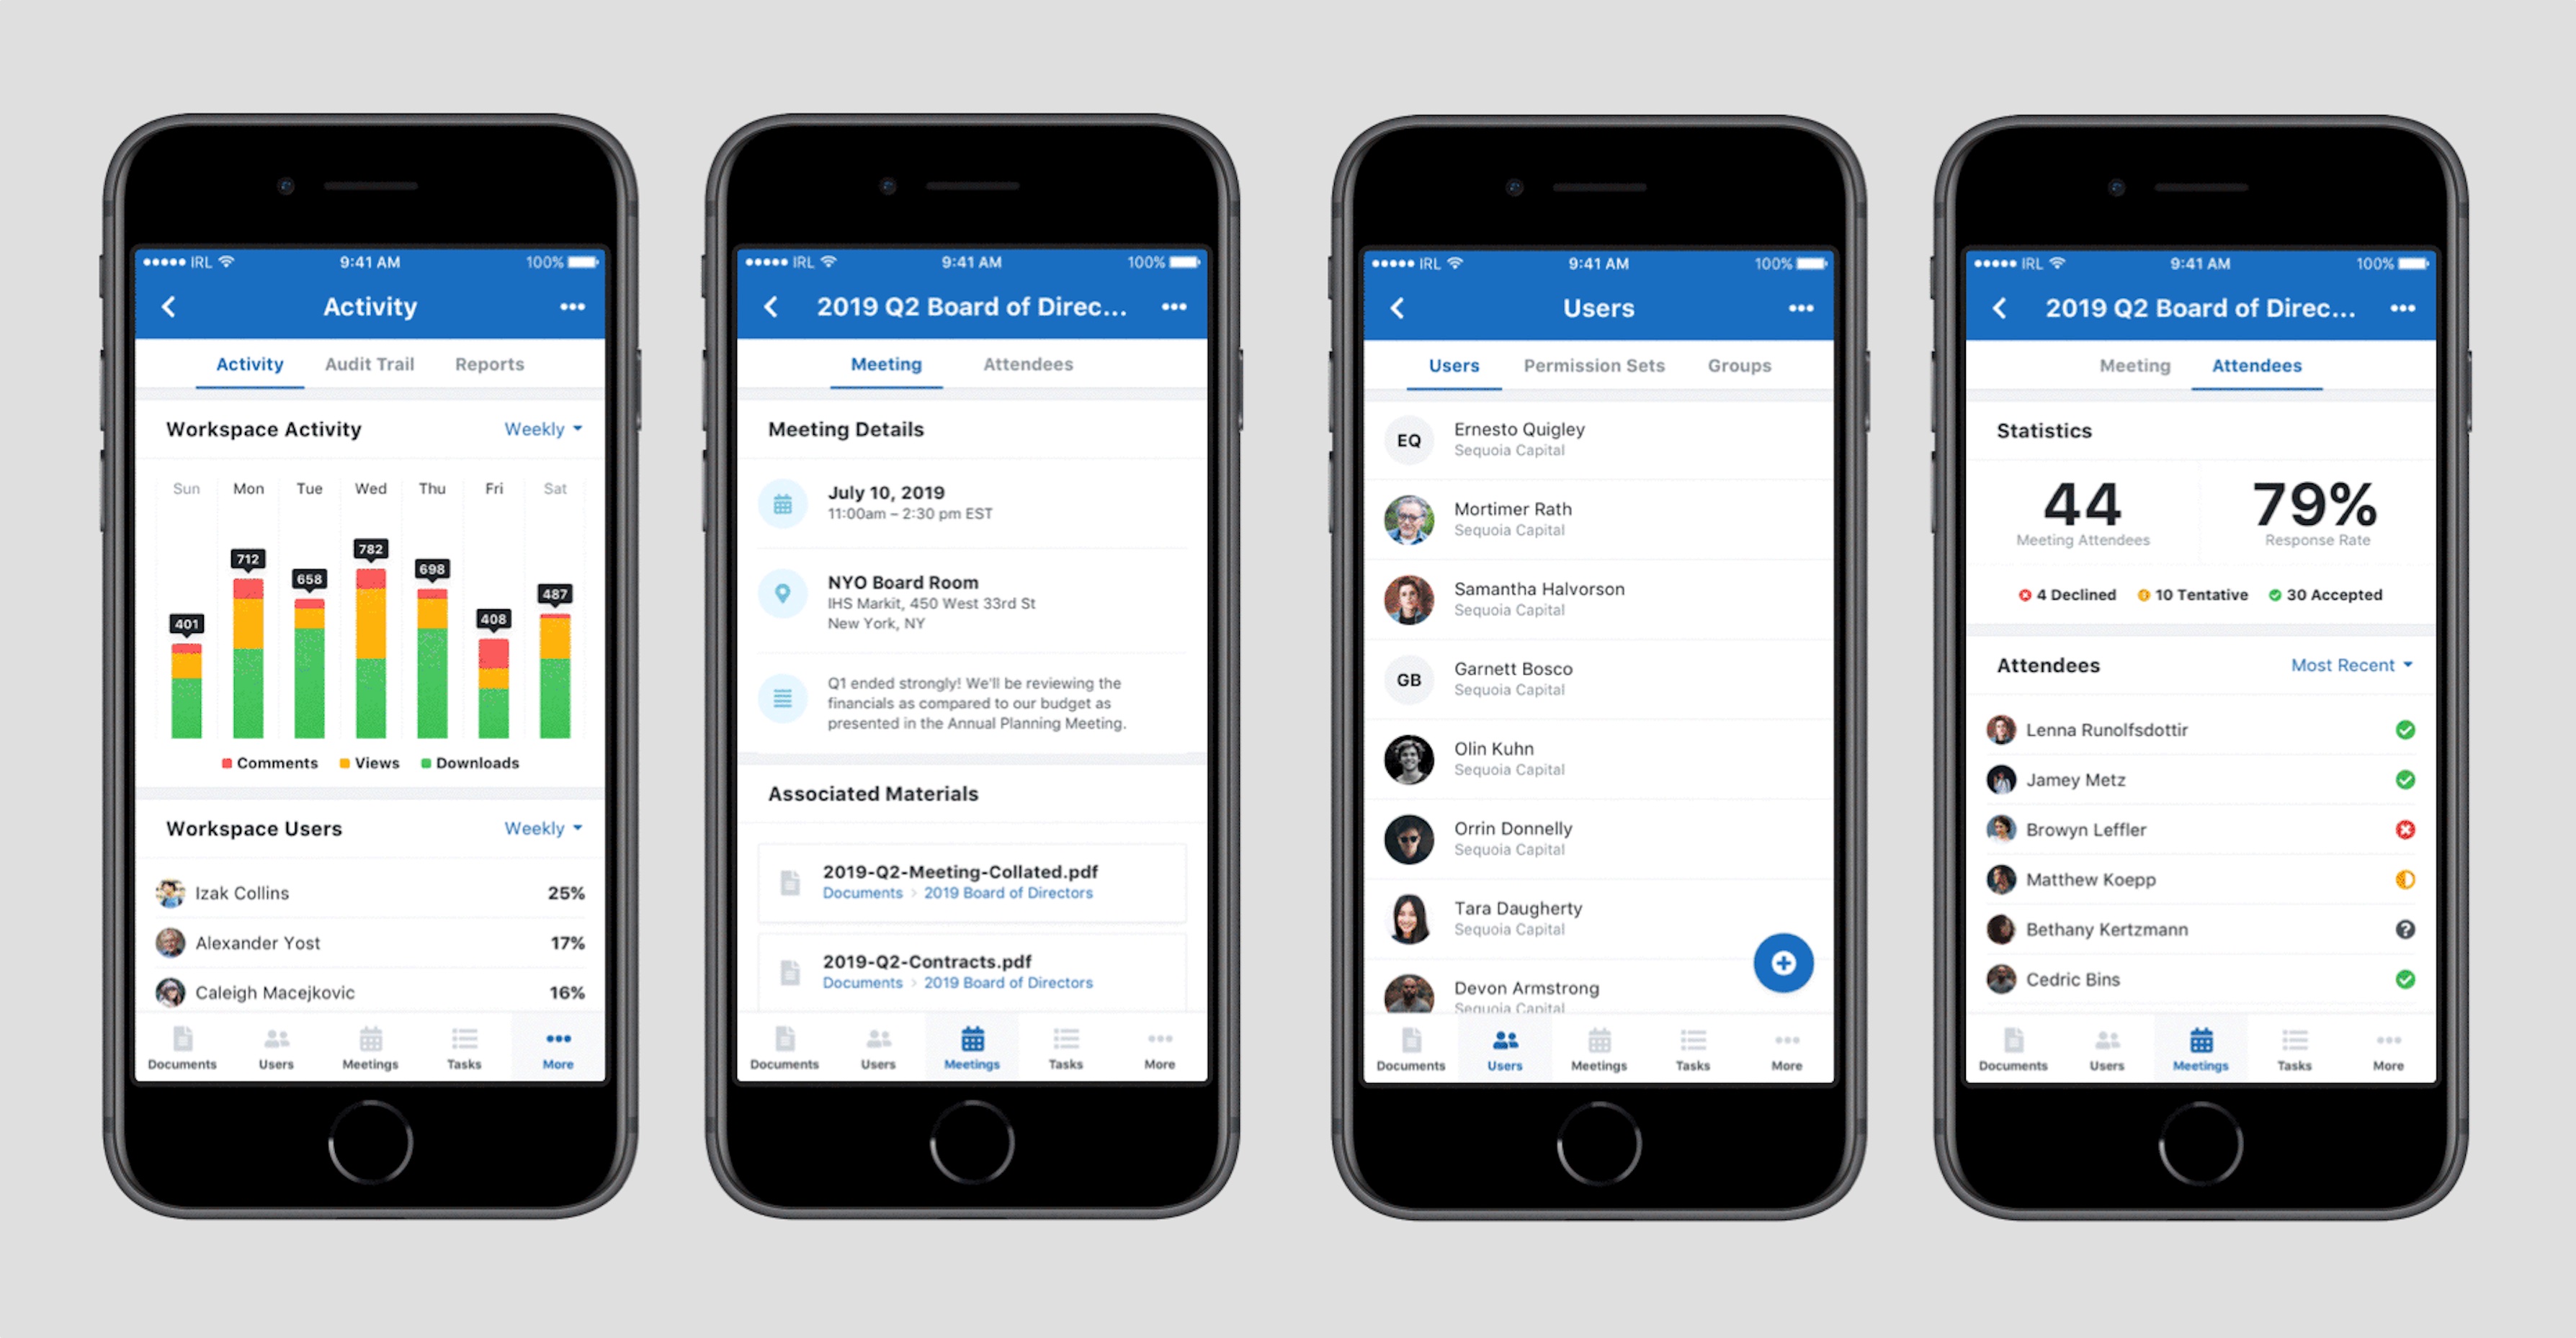 IRL 9:41 AM 100%
Activity
Activity Audit Trail Reports
Workspace Activity Weekly
Sun Mon Tue Wed Thu Fri Sat
401 712 658 782 698 408 487
Comments Views Downloads
Workspace Users Weekly
Izak Collins 25%
Alexander Yost 17%
Caleigh Macejkovic 16%
Documents Users Meetings Tasks More
IRL 9:41 AM 100%
2019 Q2 Board of Direc...
Meeting Attendees
Meeting Details
July 10, 2019
11:00am – 2:30 pm EST
NYO Board Room
IHS Markit, 450 West 33rd St
New York, NY
Q1 ended strongly! We'll be reviewing the
financials as compared to our budget as
presented in the Annual Planning Meeting.
Associated Materials
2019-Q2-Meeting-Collated.pdf
Documents > 2019 Board of Directors
2019-Q2-Contracts.pdf
Documents > 2019 Board of Directors
Documents Users Meetings Tasks More
IRL 9:41 AM 100%
Users
Users Permission Sets Groups
EQ
Ernesto Quigley
Sequoia Capital
Mortimer Rath
Sequoia Capital
Samantha Halvorson
Sequoia Capital
GB
Garnett Bosco
Sequoia Capital
Olin Kuhn
Sequoia Capital
Orrin Donnelly
Sequoia Capital
Tara Daugherty
Sequoia Capital
Devon Armstrong
Sequoia Capital
Documents Users Meetings Tasks More
IRL 9:41 AM 100%
2019 Q2 Board of Direc...
Meeting Attendees
Statistics
44 79%
Meeting Attendees Response Rate
4 Declined 10 Tentative 30 Accepted
Attendees Most Recent
Lenna Runolfsdottir
Jamey Metz
Browyn Leffler
Matthew Koepp
Bethany Kertzmann ?
Cedric Bins
Documents Users Meetings Tasks More